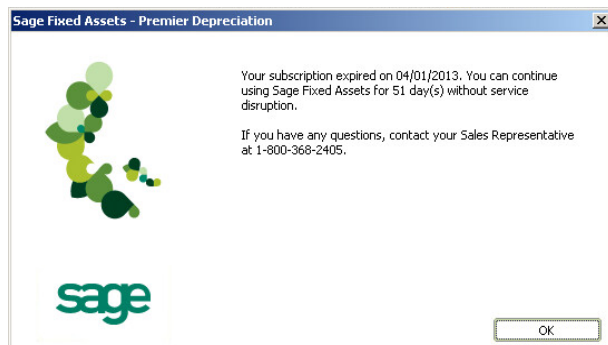 Sage Fixed Assets - Premier Depreciation
Your subscription expired on 04/01/2013. You can continue
using Sage Fixed Assets for 51 day(s) without service
disruption.
If you have any questions, contact your Sales Representative
at 1-800-368-2405.
sage
OK